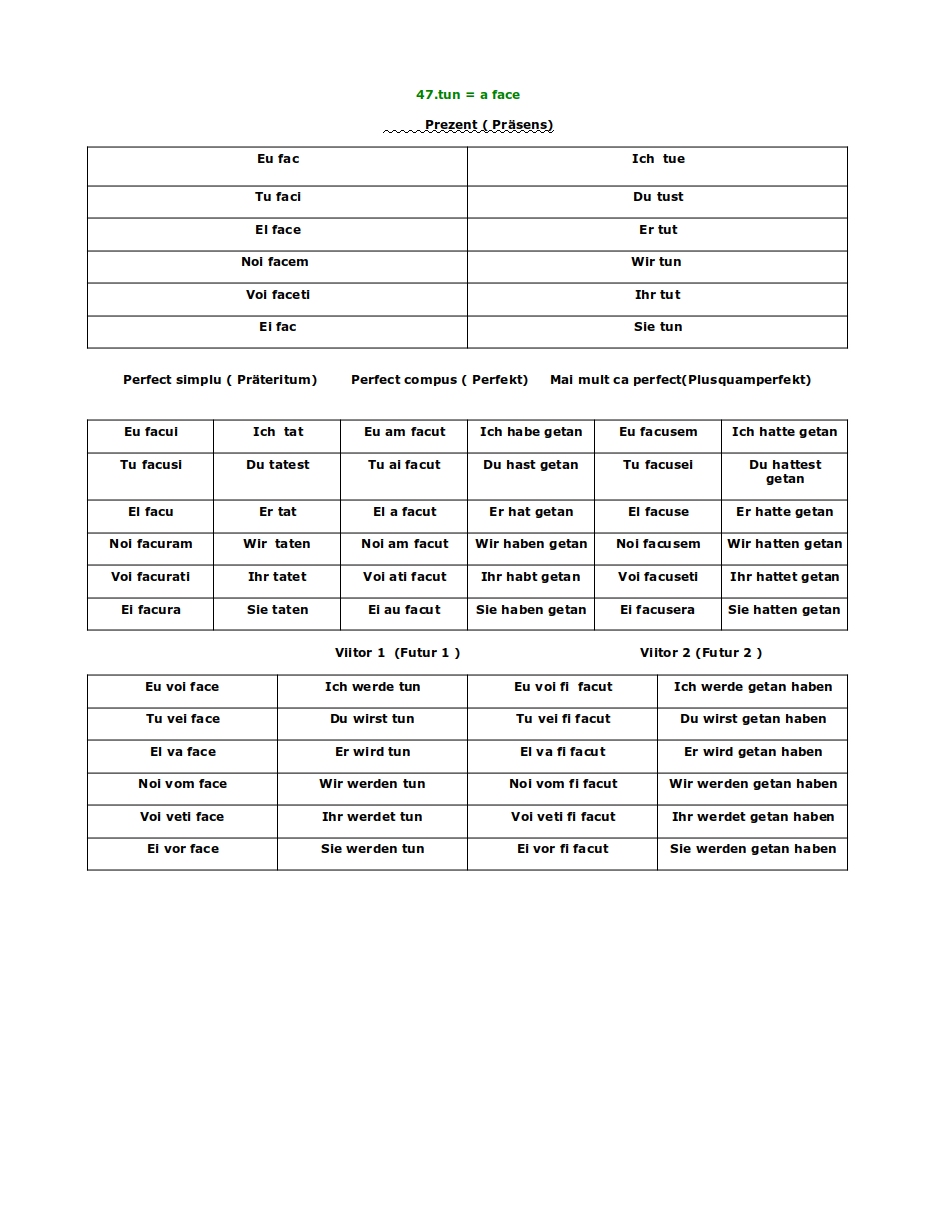 47.tun = a face
Prezent ( Präsens)
Eu fac Ich tue
Tu faci Du tust
El face Er tut
Noi facem Wir tun
Voi faceti Ihr tut
Ei fac Sie tun
Perfect simplu ( Präteritum) Perfect compus ( Perfekt) Mai mult ca perfect(Plusquamperfekt)
Eu facui Ich tat Eu am facut Ich habe getan Eu facusem Ich hatte getan
Tu facusi Du tatest Tu ai facut Du hast getan Tu facusei Du hattest
getan
El facu Er tat El a facut Er hat getan El facuse Er hatte getan
Noi facuram Wir taten Noi am facut Wir haben getan Noi facusem Wir hatten getan
Voi facurati Ihr tatet Voi ati facut Ihr habt getan Voi facuseti Ihr hattet getan
Ei facura Sie taten Ei au facut Sie haben getan Ei facusera Sie hatten getan
Viitor 1 (Futur 1 ) Viitor 2 (Futur 2 )
Eu voi face Ich werde tun Eu voi fi facut Ich werde getan haben
Tu vei face Du wirst tun Tu vei fi facut Du wirst getan haben
El va face Er wird tun El va fi facut Er wird getan haben
Noi vom face Wir werden tun Noi vom fi facut Wir werden getan haben
Voi veti face Ihr werdet tun Voi veti fi facut Ihr werdet getan haben
Ei vor face Sie werden tun Ei vor fi facut Sie werden getan haben